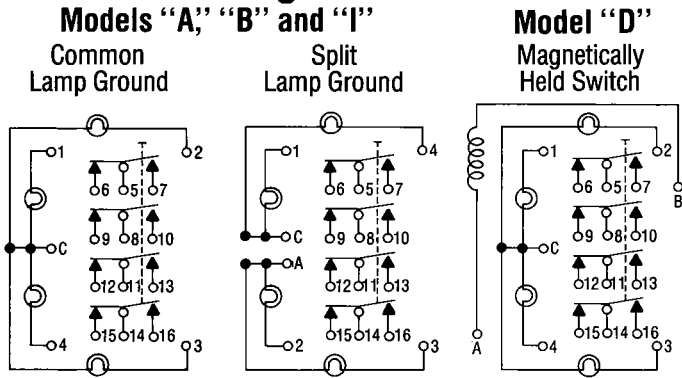 Models “A,” “B” and “I”
Common
Lamp Ground
Split
Lamp Ground
Model “D”
Magnetically
Held Switch
1
2
6 5 7
9 8 10
C
12 11 13
15 14 16
4
3
1
4
6 5 7
C
9 8 10
A
12 11 13
15 14 16
2
3
1
2
6 5 7
B
9 8 10
C
12 11 13
15 14 16
A
4
3